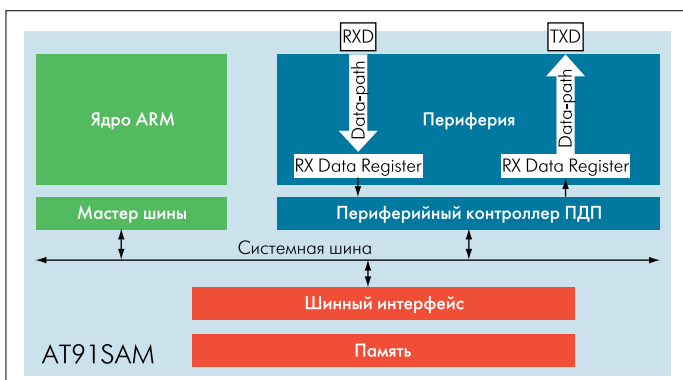 RXD
TXD
Ядро ARM
Data-path
Периферия
Data-path
RX Data Register
RX Data Register
Мастер шины
Периферийный контроллер ПДП
Системная шина
Шинный интерфейс
Память
AT91SAM